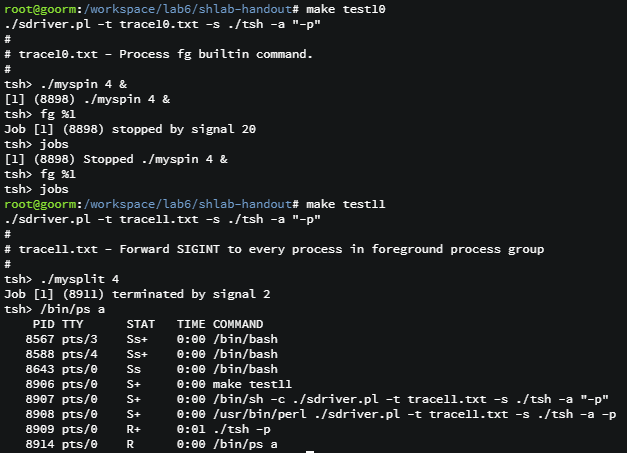 root@goorm:/workspace/lab6/shlab-handout# make test10
./sdriver.pl -t trace10.txt -s ./tsh -a "-p"
#
# trace10.txt - Process fg builtin command.
#
tsh> ./myspin 4 &
[1] (8898) ./myspin 4 &
tsh> fg %1
Job [1] (8898) stopped by signal 20
tsh> jobs
[1] (8898) Stopped ./myspin 4 &
tsh> fg %1
tsh> jobs
root@goorm:/workspace/lab6/shlab-handout# make test11
./sdriver.pl -t trace11.txt -s ./tsh -a "-p"
#
# trace11.txt - Forward SIGINT to every process in foreground process group
#
tsh> ./mysplit 4
Job [1] (8911) terminated by signal 2
tsh> /bin/ps a
    PID TTY      STAT   TIME COMMAND
   8567 pts/3    Ss+    0:00 /bin/bash
   8588 pts/4    Ss+    0:00 /bin/bash
   8643 pts/0    Ss     0:00 /bin/bash
   8906 pts/0    S+     0:00 make test11
   8907 pts/0    S+     0:00 /bin/sh -c ./sdriver.pl -t trace11.txt -s ./tsh -a "-p"
   8908 pts/0    S+     0:00 /usr/bin/perl ./sdriver.pl -t trace11.txt -s ./tsh -a -p
   8909 pts/0    R+     0:01 ./tsh -p
   8914 pts/0    R      0:00 /bin/ps a